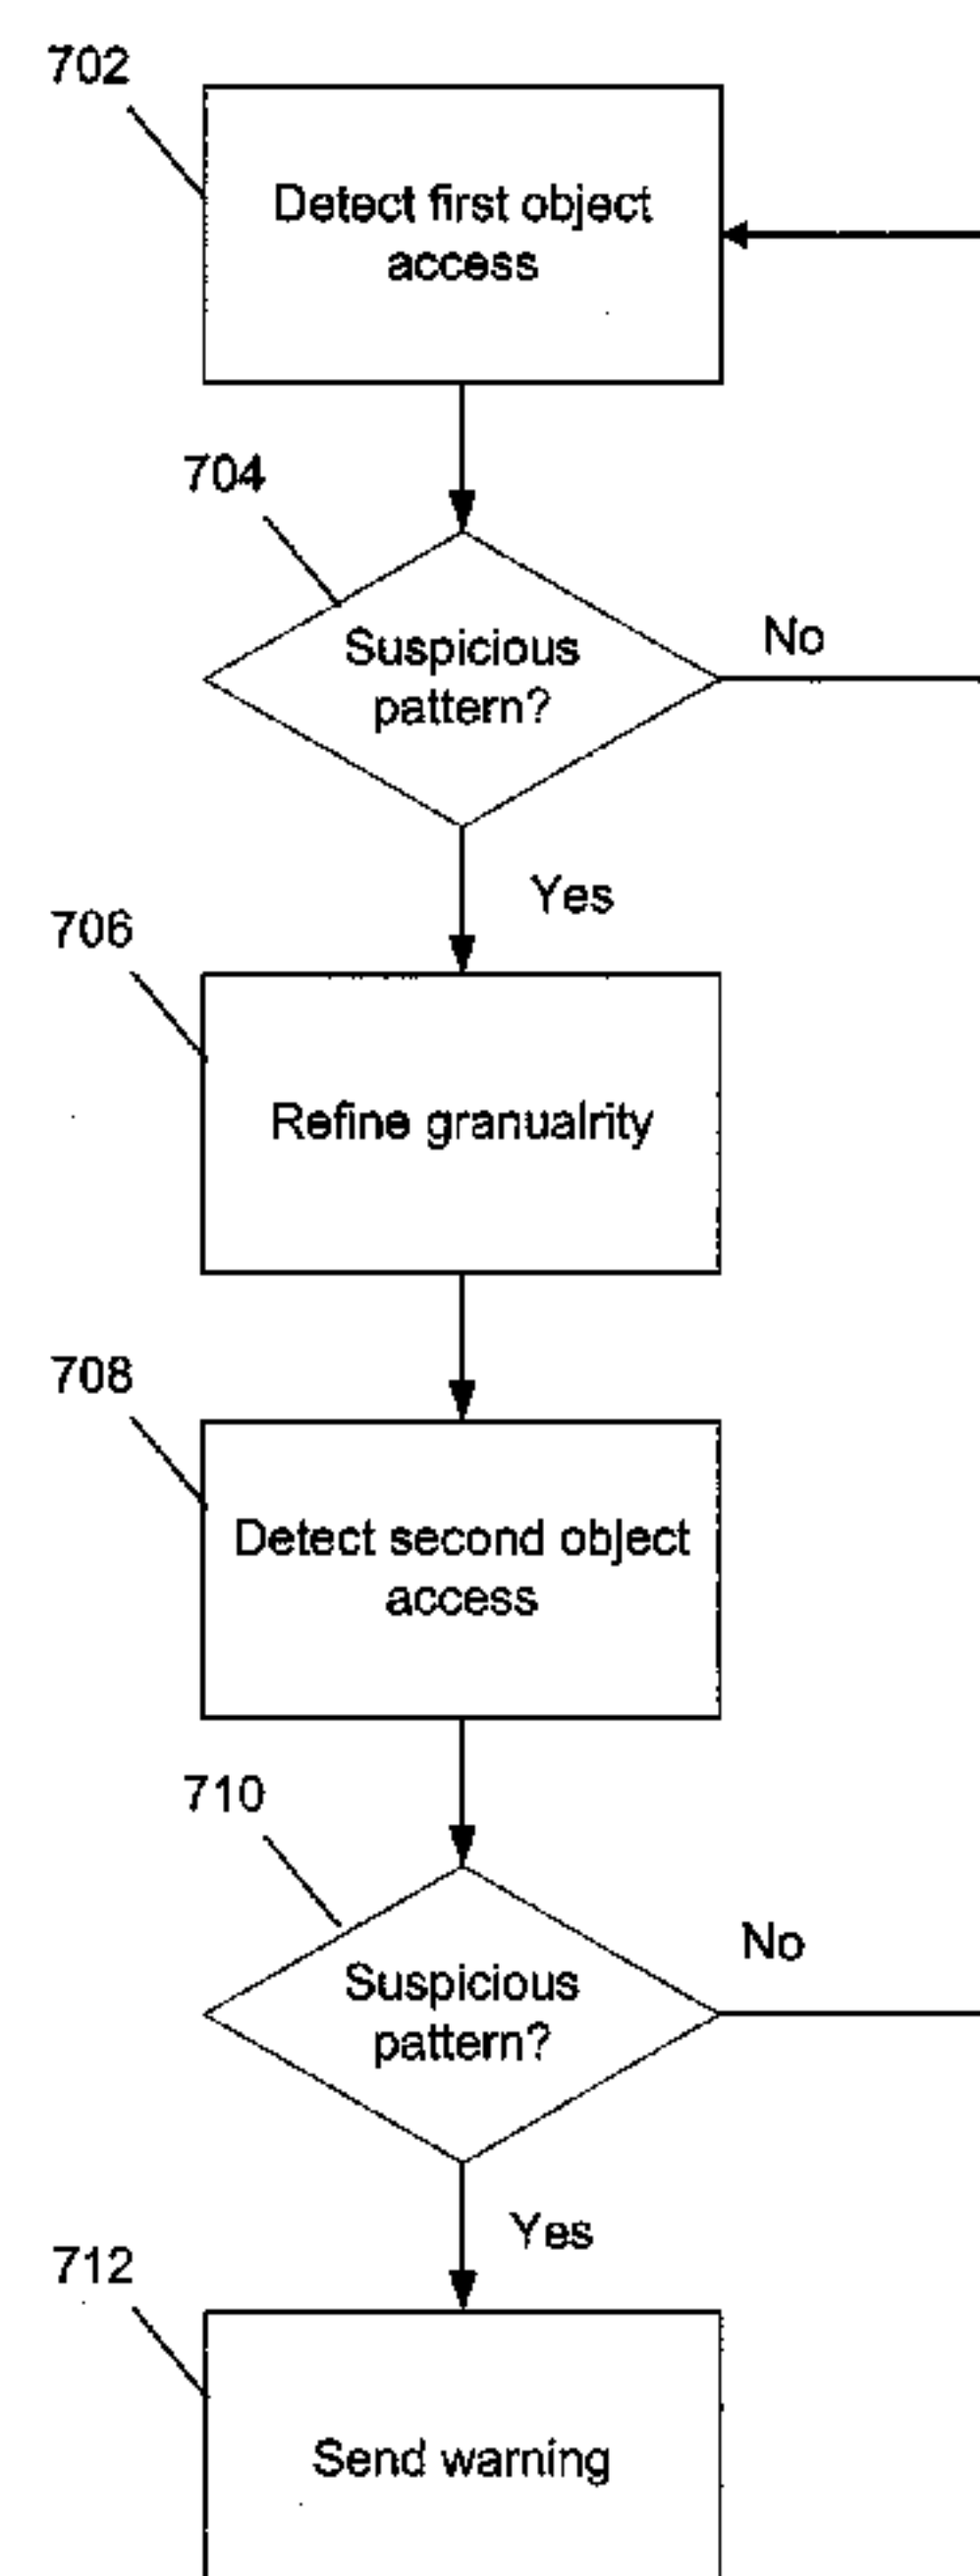 702
Detect first object
access
704
Suspicious
pattern?
No
Yes
706
Refine granualrity
708
Detect second object
access
710
Suspicious
pattern?
No
Yes
712
Send warning